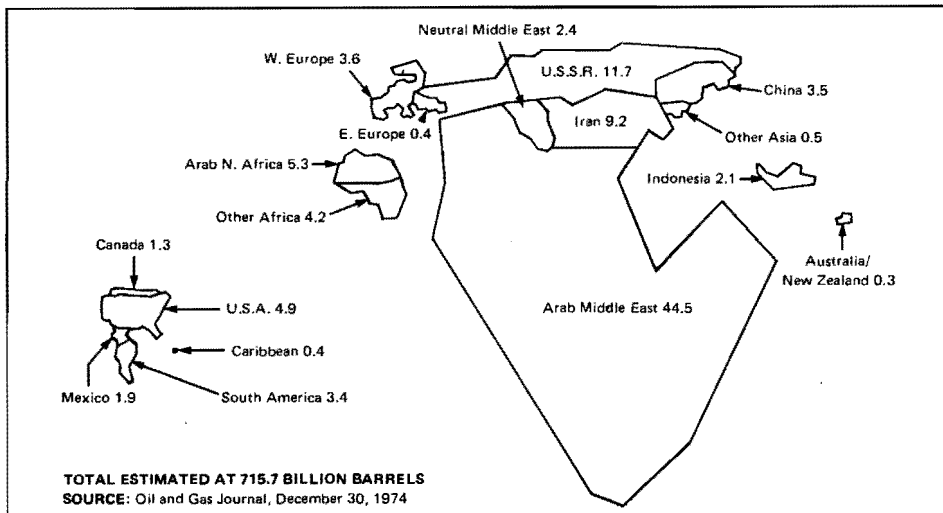 Neutral Middle East 2.4
W. Europe 3.6
U.S.S.R. 11.7
China 3.5
E. Europe 0.4
Iran 9.2
Other Asia 0.5
Arab N. Africa 5.3
Indonesia 2.1
Other Africa 4.2
Canada 1.3
Australia/
New Zealand 0.3
U.S.A. 4.9
Arab Middle East 44.5
Caribbean 0.4
Mexico 1.9
South America 3.4
TOTAL ESTIMATED AT 715.7 BILLION BARRELS
SOURCE: Oil and Gas Journal, December 30, 1974